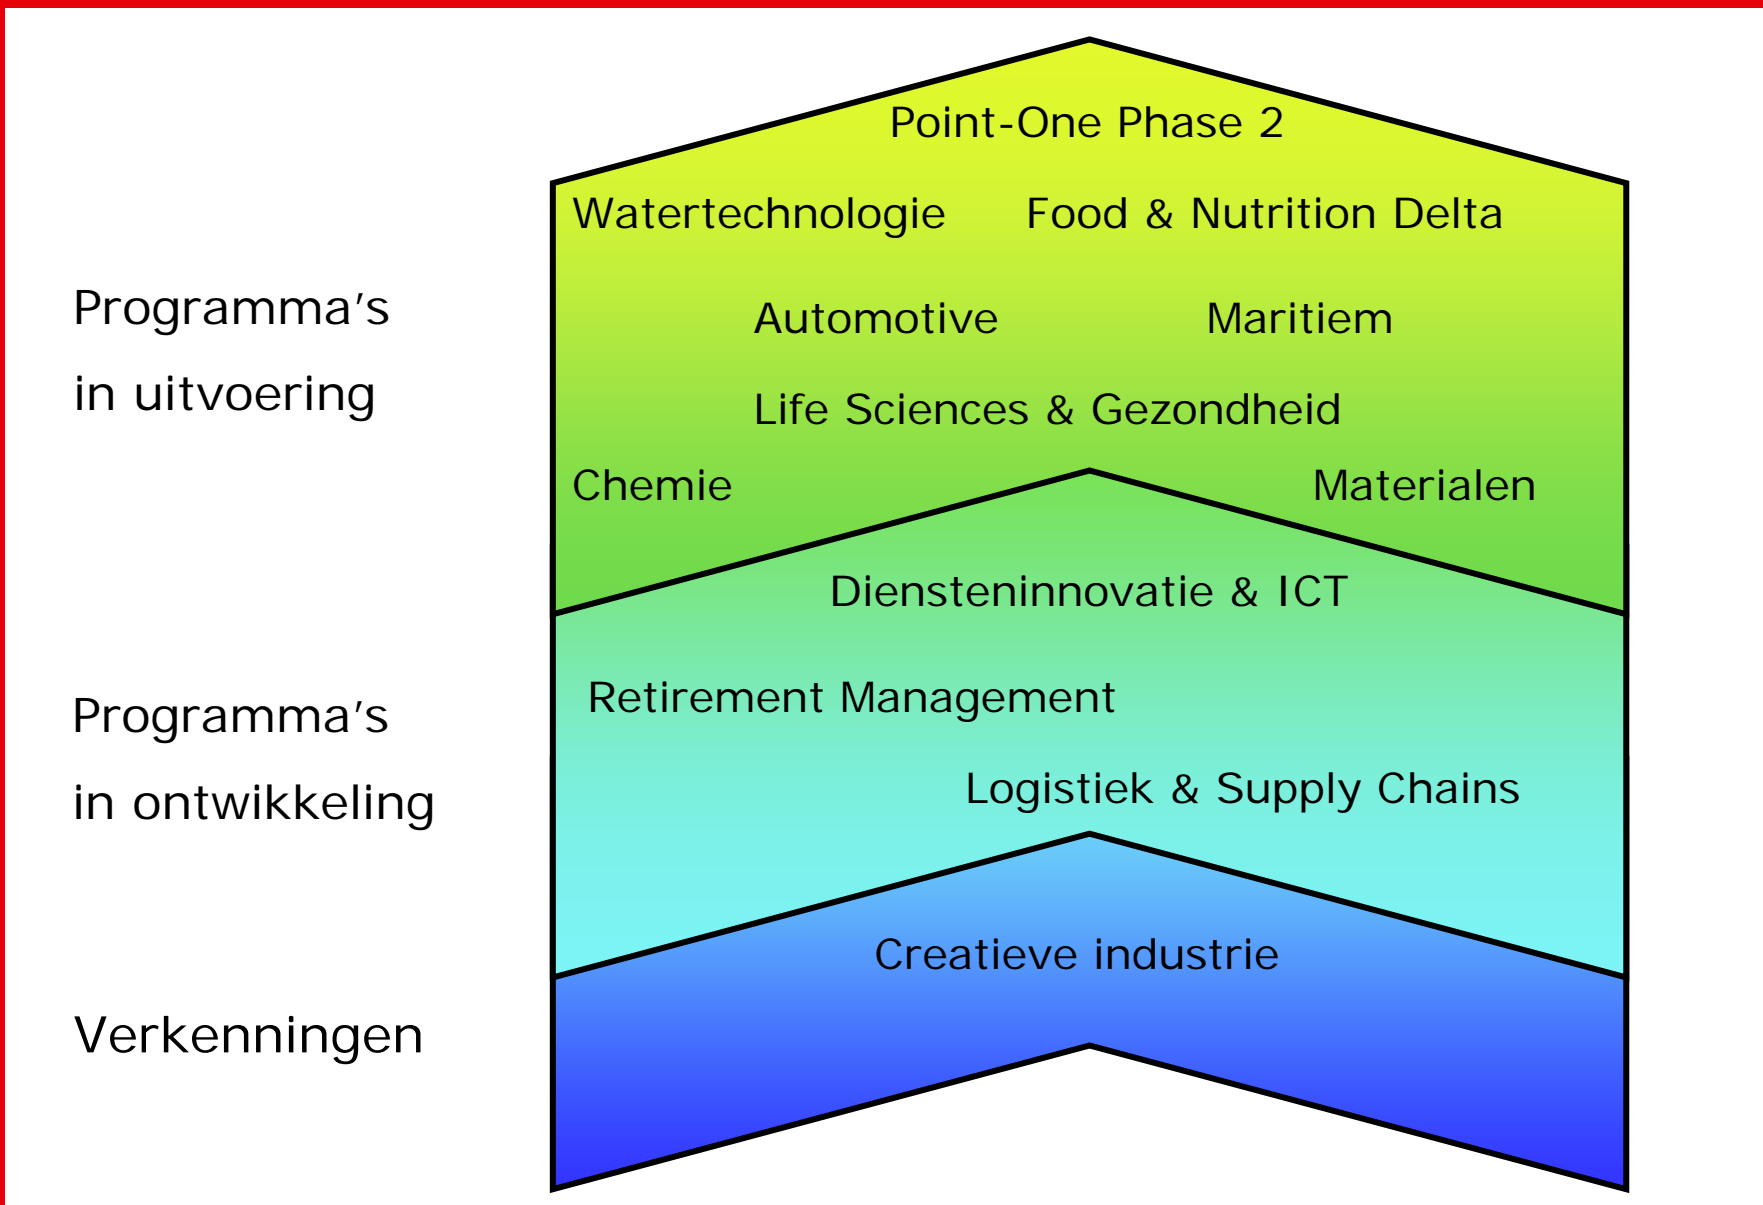 Point-One Phase 2
Watertechnologie Food & Nutrition Delta
Programma's
in uitvoering
Automotive Maritiem
Life Sciences & Gezondheid
Chemie Materialen
Diensteninnovatie & ICT
Programma's
in ontwikkeling
Retirement Management
Logistiek & Supply Chains
Creatieve industrie
Verkenningen